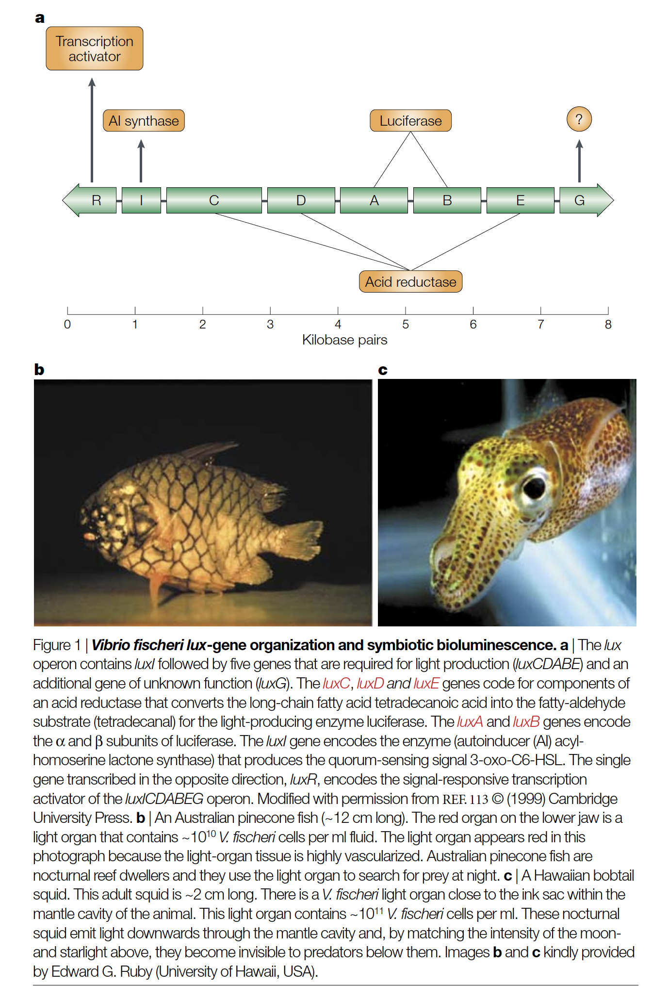 a
Transcription
activator
AI synthase
Luciferase
?
R I C D A B E G
Acid reductase
0 1 2 3 4 5 6 7 8
Kilobase pairs
b
c
Figure 1 | Vibrio fischeri lux-gene organization and symbiotic bioluminescence. a | The lux
operon contains luxI followed by five genes that are required for light production (luxCDABE) and an
additional gene of unknown function (luxG). The luxC, luxD and luxE genes code for components of
an acid reductase that converts the long-chain fatty acid tetradecanoic acid into the fatty-aldehyde
substrate (tetradecanal) for the light-producing enzyme luciferase. The luxA and luxB genes encode
the α and β subunits of luciferase. The luxI gene encodes the enzyme (autoinducer (AI) acyl-
homoserine lactone synthase) that produces the quorum-sensing signal 3-oxo-C6-HSL. The single
gene transcribed in the opposite direction, luxR, encodes the signal-responsive transcription
activator of the luxICDABEG operon. Modified with permission from REF. 113 © (1999) Cambridge
University Press. b | An Australian pinecone fish (~12 cm long). The red organ on the lower jaw is a
light organ that contains ~10¹⁰ V. fischeri cells per ml fluid. The light organ appears red in this
photograph because the light-organ tissue is highly vascularized. Australian pinecone fish are
nocturnal reef dwellers and they use the light organ to search for prey at night. c | A Hawaiian bobtail
squid. This adult squid is ~2 cm long. There is a V. fischeri light organ close to the ink sac within the
mantle cavity of the animal. This light organ contains ~10¹¹ V. fischeri cells per ml. These nocturnal
squid emit light downwards through the mantle cavity and, by matching the intensity of the moon-
and starlight above, they become invisible to predators below them. Images b and c kindly provided
by Edward G. Ruby (University of Hawaii, USA).